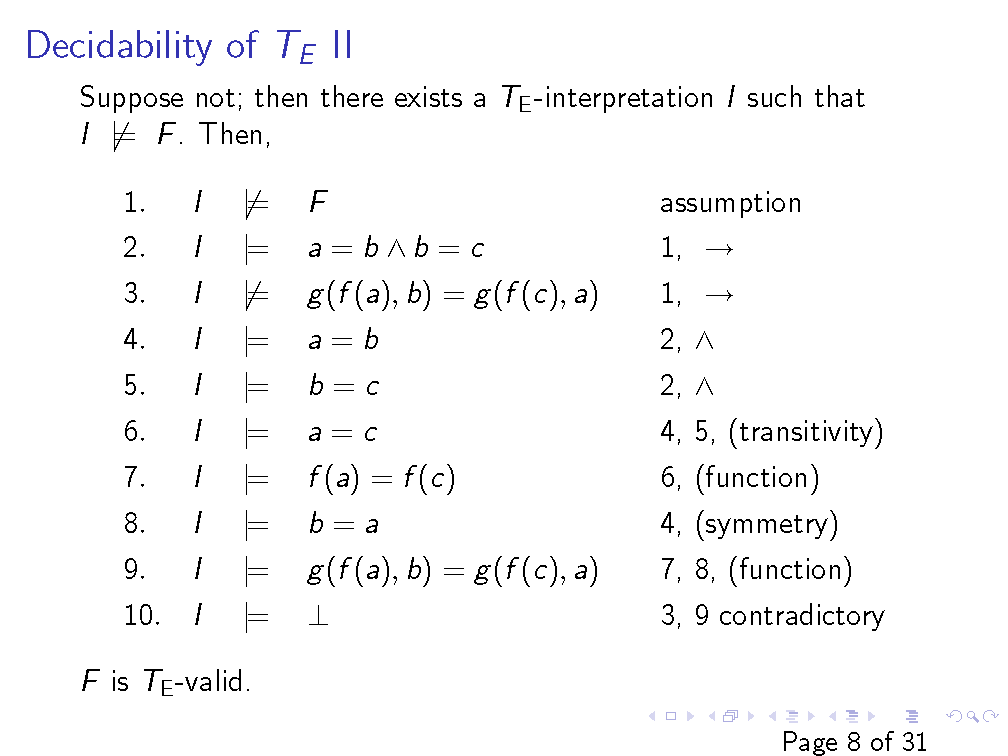 Decidability of T_E II
Suppose not; then there exists a T_E-interpretation I such that
I ⊭ F. Then,
1. I ⊭ F assumption
2. I ⊨ a = b ∧ b = c 1, →
3. I ⊭ g(f(a), b) = g(f(c), a) 1, →
4. I ⊨ a = b 2, ∧
5. I ⊨ b = c 2, ∧
6. I ⊨ a = c 4, 5, (transitivity)
7. I ⊨ f(a) = f(c) 6, (function)
8. I ⊨ b = a 4, (symmetry)
9. I ⊨ g(f(a), b) = g(f(c), a) 7, 8, (function)
10. I ⊨ ⊥ 3, 9 contradictory
F is T_E-valid.
Page 8 of 31